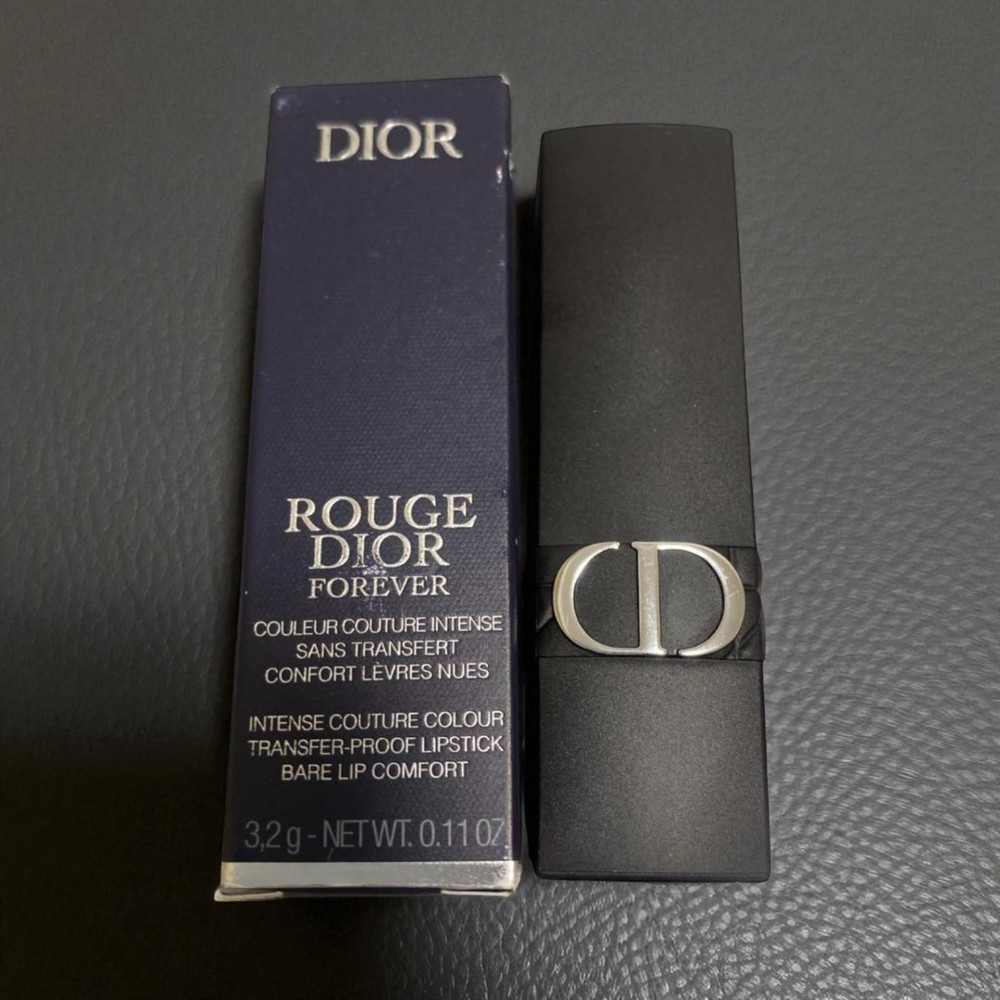 DIOR
ROUGE
DIOR
FOREVER
COULEUR COUTURE INTENSE
SANS TRANSFERT
CONFORT LÈVRES NUES
INTENSE COUTURE COLOUR
TRANSFER-PROOF LIPSTICK
BARE LIP COMFORT
3,2 g - NET WT. 0.11 OZ
CD